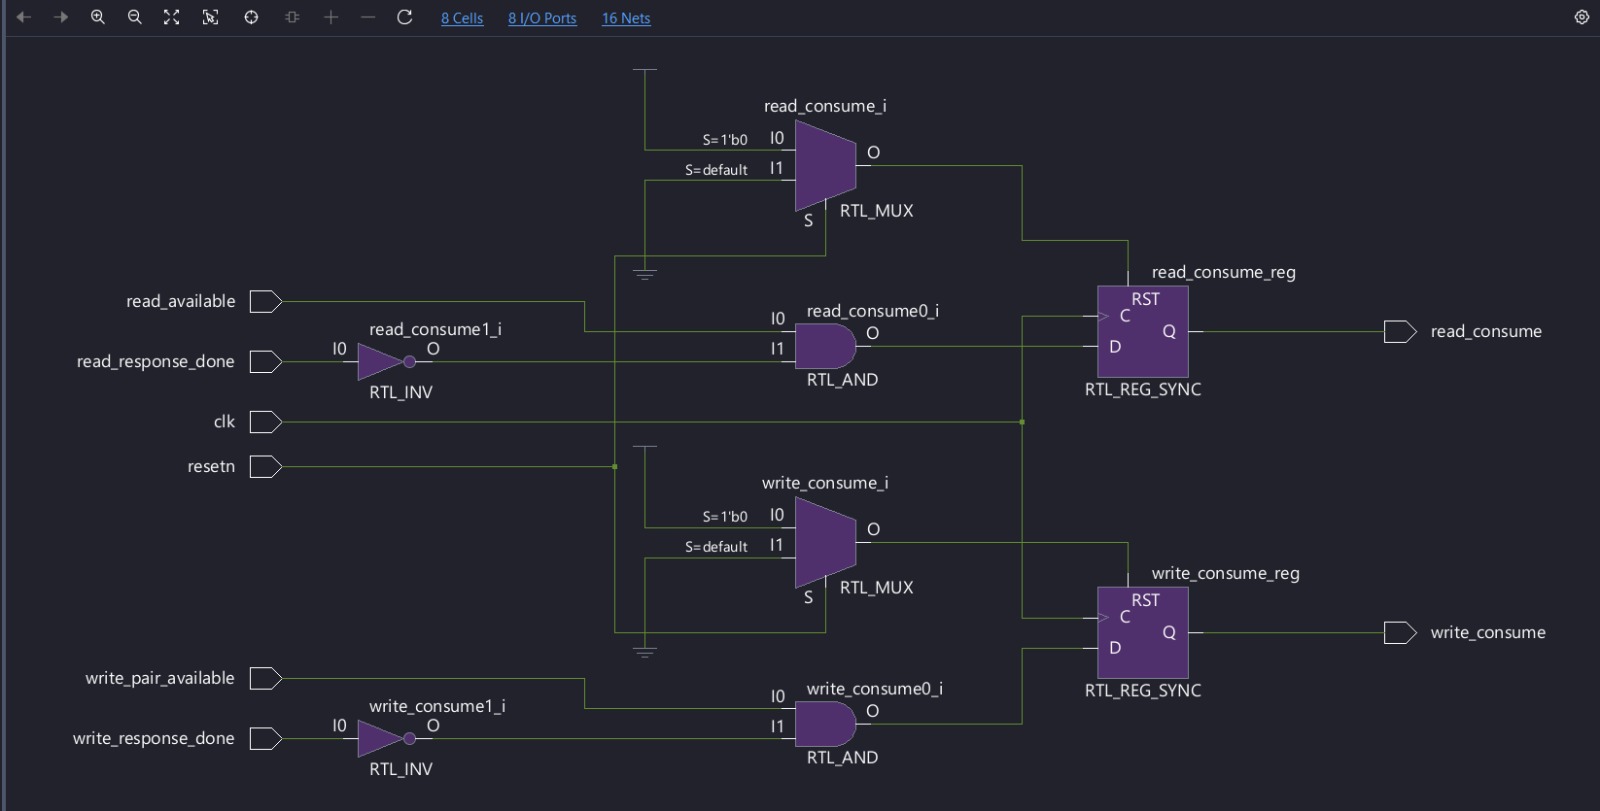 8 Cells 8 I/O Ports 16 Nets
read_consume_i
S=1'b0 I0
O
S=default I1
S RTL_MUX
read_consume_reg
RST
C
Q
D
RTL_REG_SYNC
read_consume
read_available
read_consume0_i
I0
O
I1
RTL_AND
read_consume1_i
read_response_done
I0 O
RTL_INV
clk
resetn
write_consume_i
S=1'b0 I0
O
S=default I1
S RTL_MUX
write_consume_reg
RST
C
Q
D
RTL_REG_SYNC
write_consume
write_pair_available
write_consume0_i
I0
O
I1
RTL_AND
write_consume1_i
write_response_done
I0 O
RTL_INV